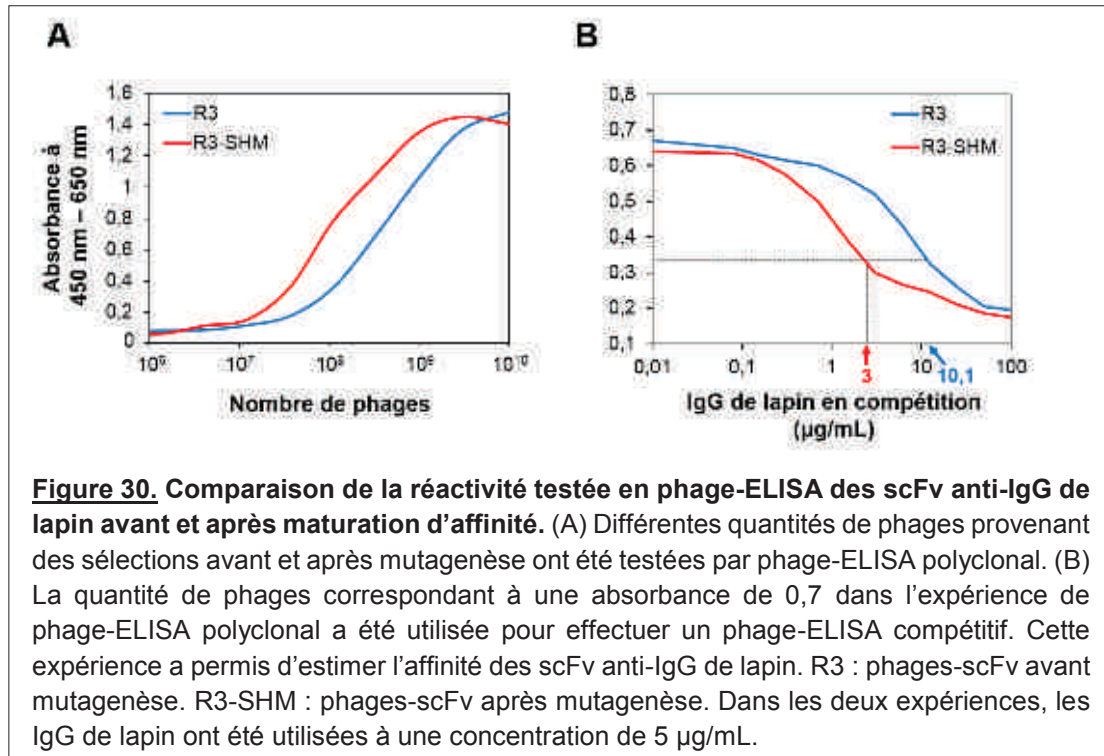 A
B
1,6
1,4
1,2
1
0,8
0,6
0,4
0,2
0
R3
R3-SHM
Absorbance à
450 nm – 650 nm
10⁶
10⁷
10⁸
10⁹
10¹⁰
Nombre de phages
0,8
0,7
0,6
0,5
0,4
0,3
0,2
0,1
R3
R3-SHM
0,01
0,1
1
10
100
3
10,1
IgG de lapin en compétition
(µg/mL)
Figure 30. Comparaison de la réactivité testée en phage-ELISA des scFv anti-IgG de
lapin avant et après maturation d’affinité. (A) Différentes quantités de phages provenant
des sélections avant et après mutagenèse ont été testées par phage-ELISA polyclonal. (B)
La quantité de phages correspondant à une absorbance de 0,7 dans l’expérience de
phage-ELISA polyclonal a été utilisée pour effectuer un phage-ELISA compétitif. Cette
expérience a permis d’estimer l’affinité des scFv anti-IgG de lapin. R3 : phages-scFv avant
mutagenèse. R3-SHM : phages-scFv après mutagenèse. Dans les deux expériences, les
IgG de lapin ont été utilisées à une concentration de 5 µg/mL.